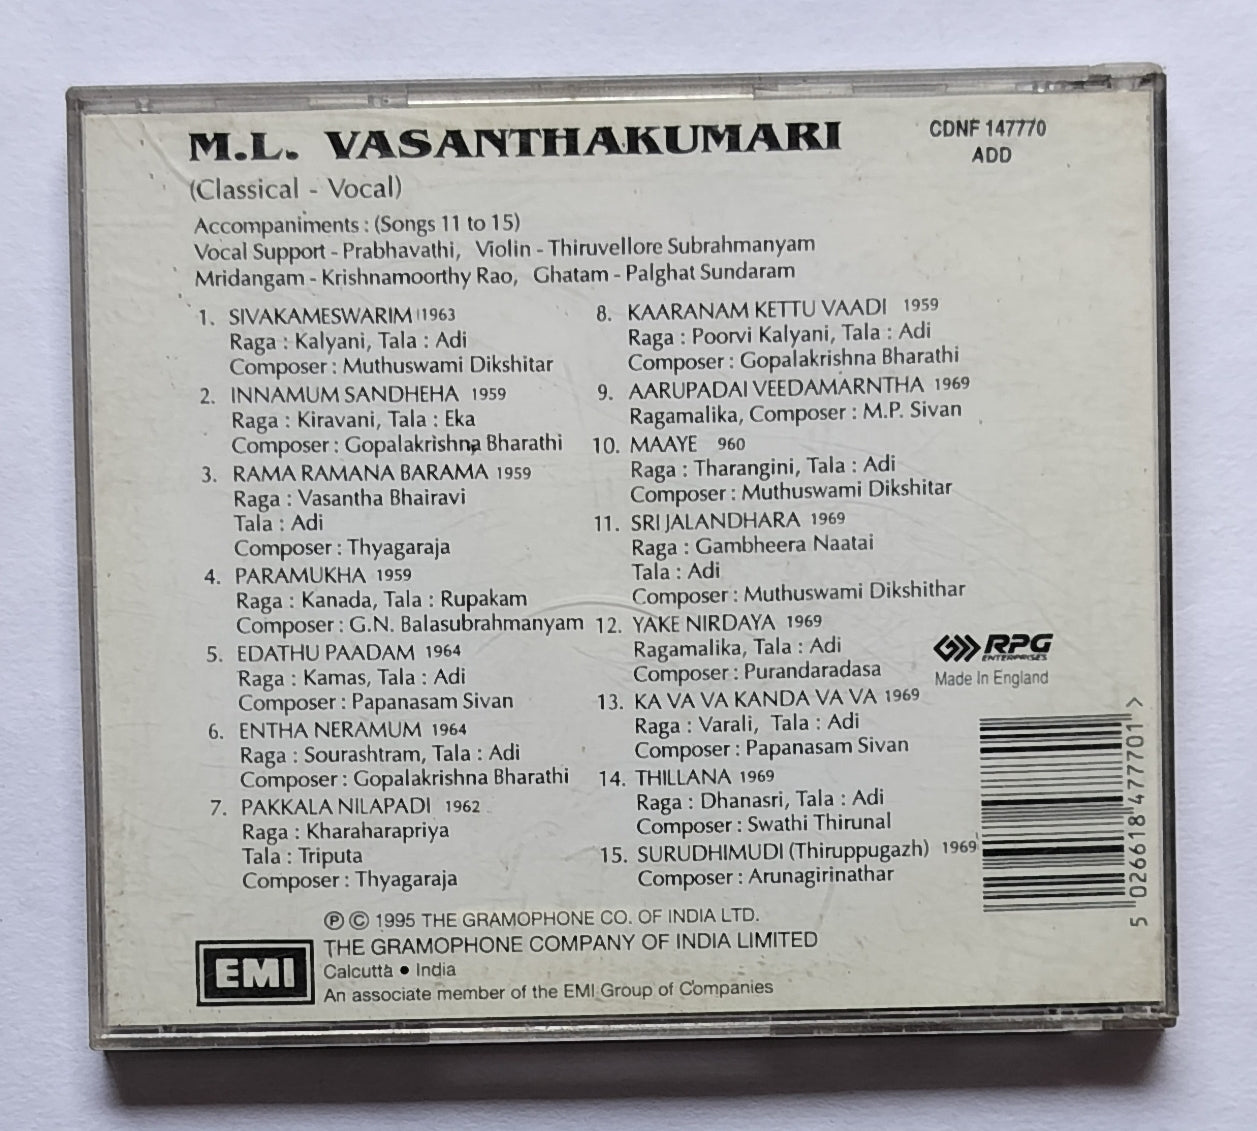 M.L. VASANTHAKUMARI
CDNF 147770
ADD
(Classical - Vocal)
Accompaniments : (Songs 11 to 15)
Vocal Support - Prabhavathi, Violin - Thiruvellore Subrahmanyam
Mridangam - Krishnamoorthy Rao, Ghatam - Palghat Sundaram
1. SIVAKAMESWARIM 1963
Raga : Kalyani, Tala : Adi
Composer : Muthuswami Dikshitar
2. INNAMUM SANDHEHA 1959
Raga : Kiravani, Tala : Eka
Composer : Gopalakrishna Bharathi
3. RAMA RAMANA BARAMA 1959
Raga : Vasantha Bhairavi
Tala : Adi
Composer : Thyagaraja
4. PARAMUKHA 1959
Raga : Kanada, Tala : Rupakam
Composer : G.N. Balasubrahmanyam
5. EDATHU PAADAM 1964
Raga : Kamas, Tala : Adi
Composer : Papanasam Sivan
6. ENTHA NERAMUM 1964
Raga : Sourashtram, Tala : Adi
Composer : Gopalakrishna Bharathi
7. PAKKALA NILAPADI 1962
Raga : Kharaharapriya
Tala : Triputa
Composer : Thyagaraja
8. KAARANAM KETTU VAADI 1959
Raga : Poorvi Kalyani, Tala : Adi
Composer : Gopalakrishna Bharathi
9. AARUPADAI VEEDAMARNTHA 1969
Ragamalika, Composer : M.P. Sivan
10. MAAYE 960
Raga : Tharangini, Tala : Adi
Composer : Muthuswami Dikshitar
11. SRI JALANDHARA 1969
Raga : Gambheera Naatai
Tala : Adi
Composer : Muthuswami Dikshithar
12. YAKE NIRDAYA 1969
Ragamalika, Tala : Adi
Composer : Purandaradasa
13. KA VA VA KANDA VA VA 1969
Raga : Varali, Tala : Adi
Composer : Papanasam Sivan
14. THILLANA 1969
Raga : Dhanasri, Tala : Adi
Composer : Swathi Thirunal
15. SURUDHIMUDI (Thiruppugazh) 1969
Composer : Arunagirinathar
RPG
ENTERPRISES
Made In England
5 026618 477701 >
℗ © 1995 THE GRAMOPHONE CO. OF INDIA LTD.
EMI
THE GRAMOPHONE COMPANY OF INDIA LIMITED
Calcutta • India
An associate member of the EMI Group of Companies